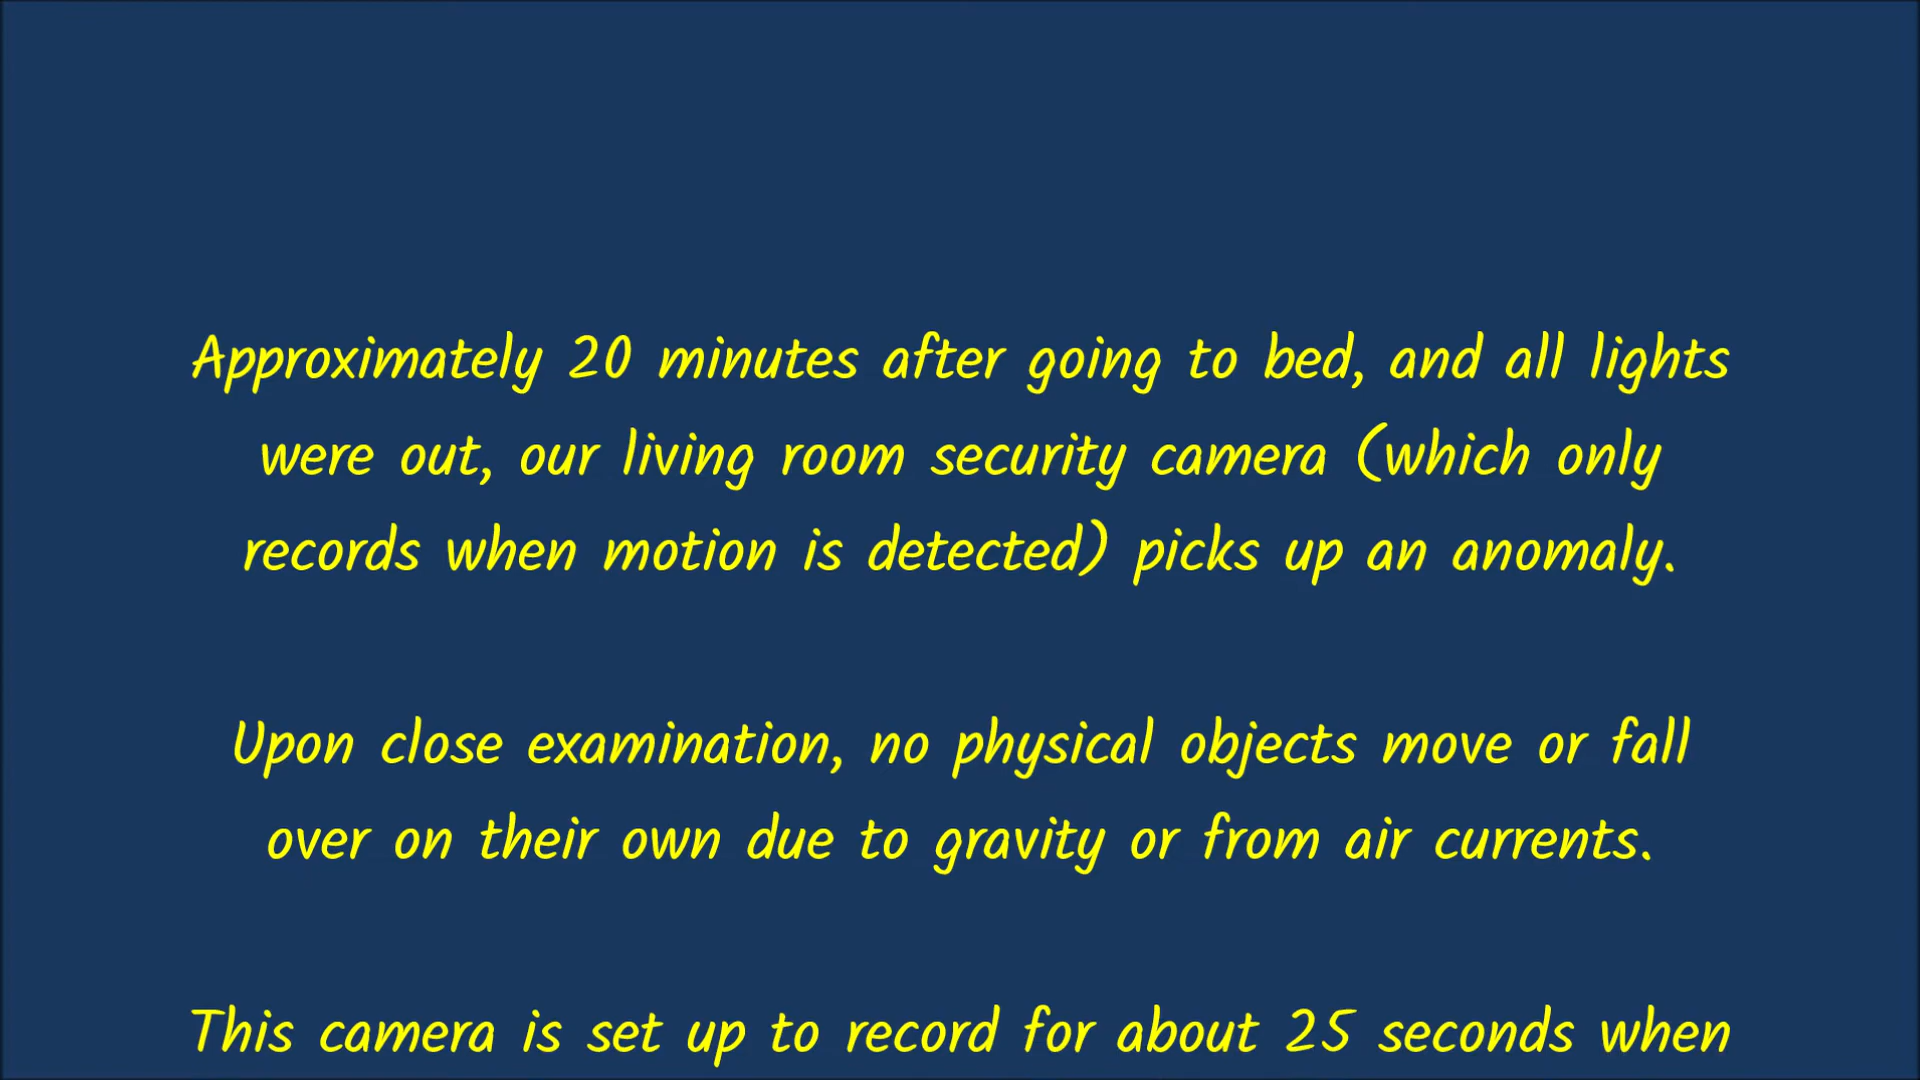 Approximately 20 minutes after going to bed, and all lights
were out, our living room security camera (which only
records when motion is detected) picks up an anomaly.
Upon close examination, no physical objects move or fall
over on their own due to gravity or from air currents.
This camera is set up to record for about 25 seconds when